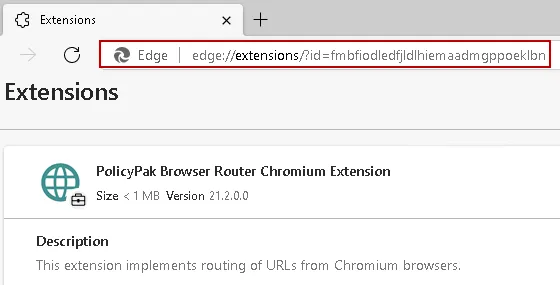 Extensions
Edge edge://extensions/?id=fmbfiodledfjldlhiemaadmgppoeklbn
Extensions
PolicyPak Browser Router Chromium Extension
Size < 1 MB Version 21.2.0.0
Description
This extension implements routing of URLs from Chromium browsers.